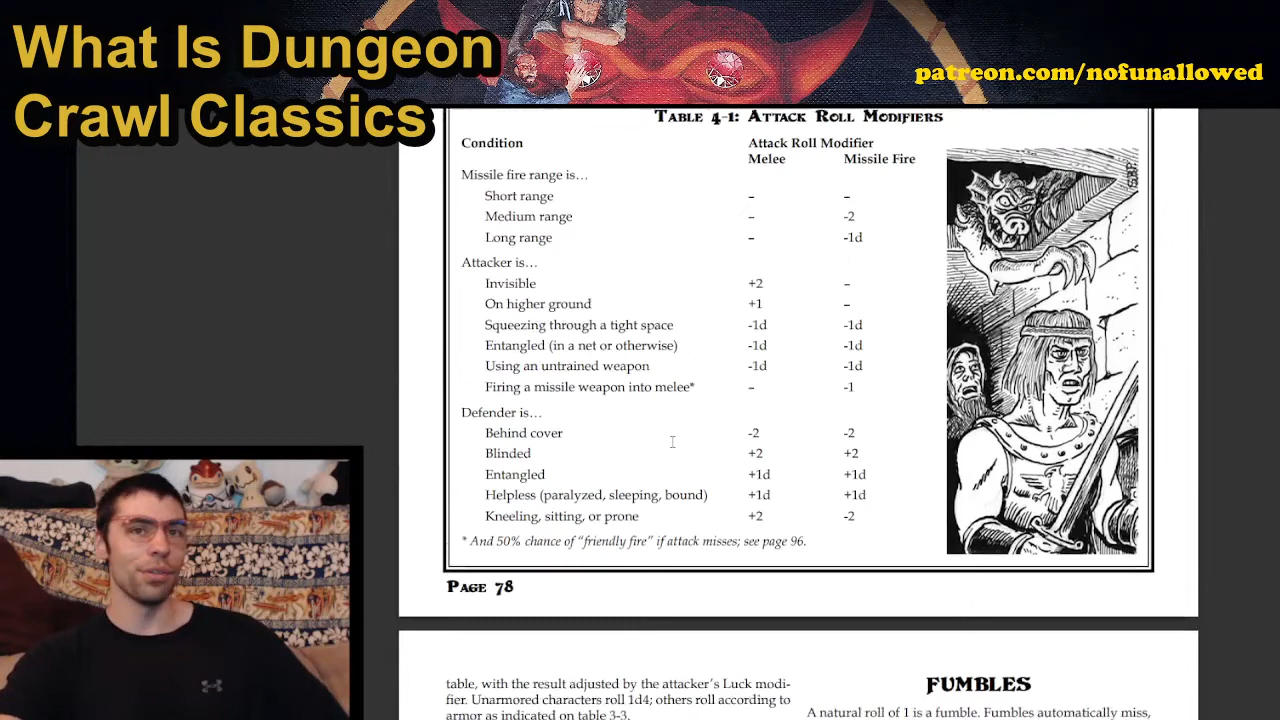 What Is Dungeon
Crawl Classics
patreon.com/nofunallowed
Table 4-1: Attack Roll Modifiers
Condition Attack Roll Modifier
Melee Missile Fire
Missile fire range is…
Short range – –
Medium range – -2
Long range – -1d
Attacker is…
Invisible +2 –
On higher ground +1 –
Squeezing through a tight space -1d -1d
Entangled (in a net or otherwise) -1d -1d
Using an untrained weapon -1d -1d
Firing a missile weapon into melee* – -1
Defender is…
Behind cover -2 -2
Blinded +2 +2
Entangled +1d +1d
Helpless (paralyzed, sleeping, bound) +1d +1d
Kneeling, sitting, or prone +2 -2
* And 50% chance of “friendly fire” if attack misses; see page 96.
Page 78
table, with the result adjusted by the attacker's Luck modi-
fier. Unarmored characters roll 1d4; others roll according to
armor as indicated on table 3-3.
FUMBLES
A natural roll of 1 is a fumble. Fumbles automatically miss,